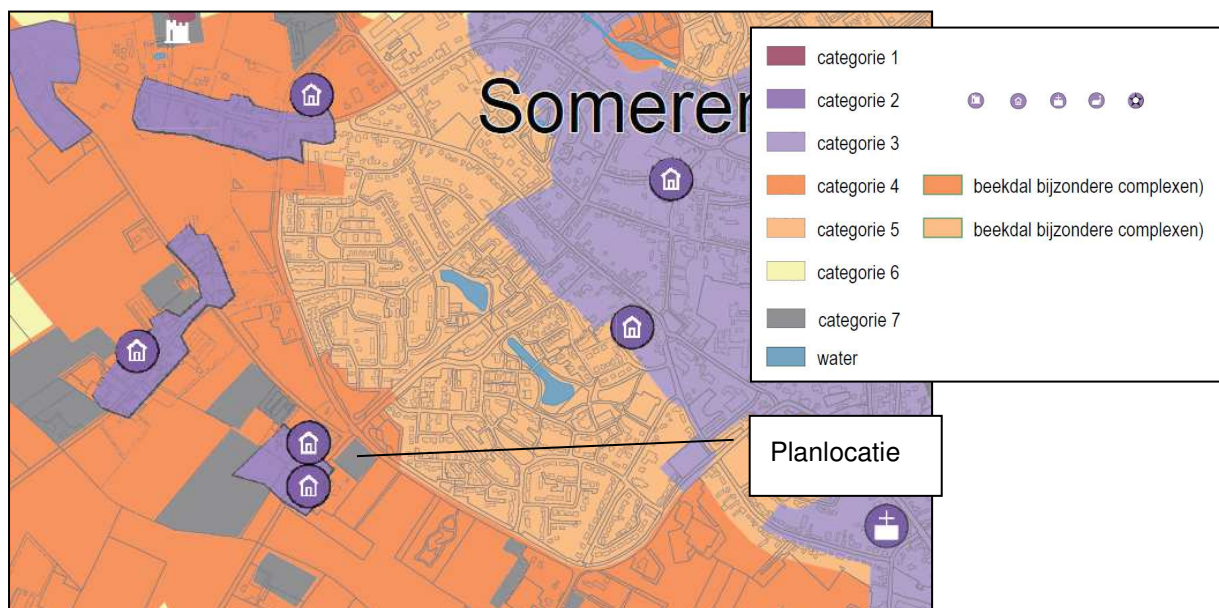 Someren
categorie 1
categorie 2
categorie 3
categorie 4
beekdal bijzondere complexen)
categorie 5
beekdal bijzondere complexen)
categorie 6
categorie 7
water
Planlocatie